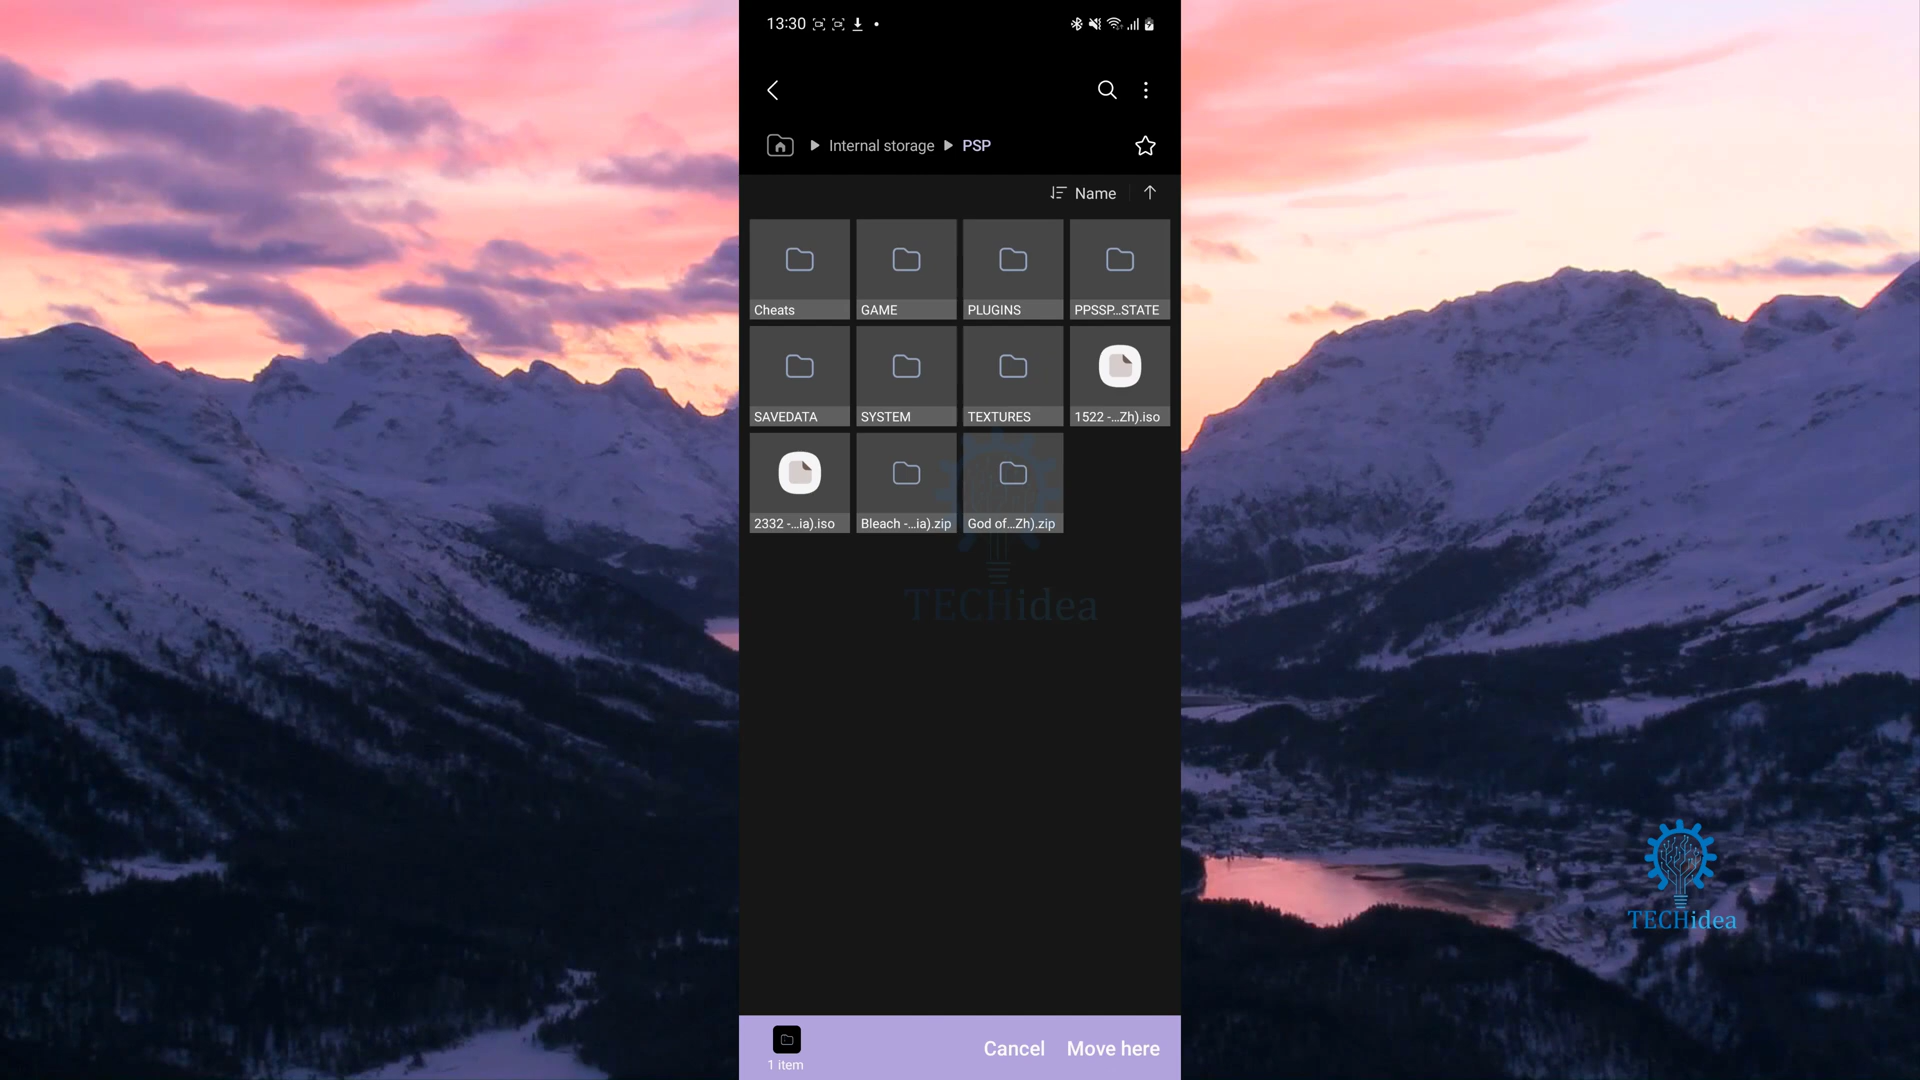 13:30
Internal storage PSP
Name
Cheats GAME PLUGINS PPSSP...STATE
SAVEDATA SYSTEM TEXTURES 1522 -...Zh).iso
2332 -...ia).iso Bleach -...ia).zip God of...Zh).zip
TECHidea
TECHidea
1 item
Cancel Move here